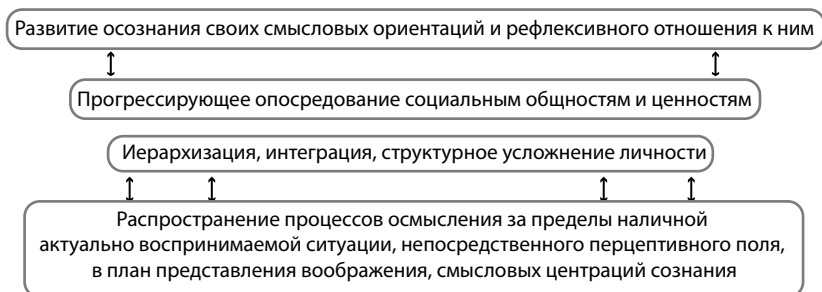 Развитие осознания своих смысловых ориентаций и рефлексивного отношения к ним
Прогрессирующее опосредование социальным общностям и ценностям
Иерархизация, интеграция, структурное усложнение личности
Распространение процессов осмысления за пределы наличной
актуально воспринимаемой ситуации, непосредственного перцептивного поля,
в план представления воображения, смысловых центраций сознания